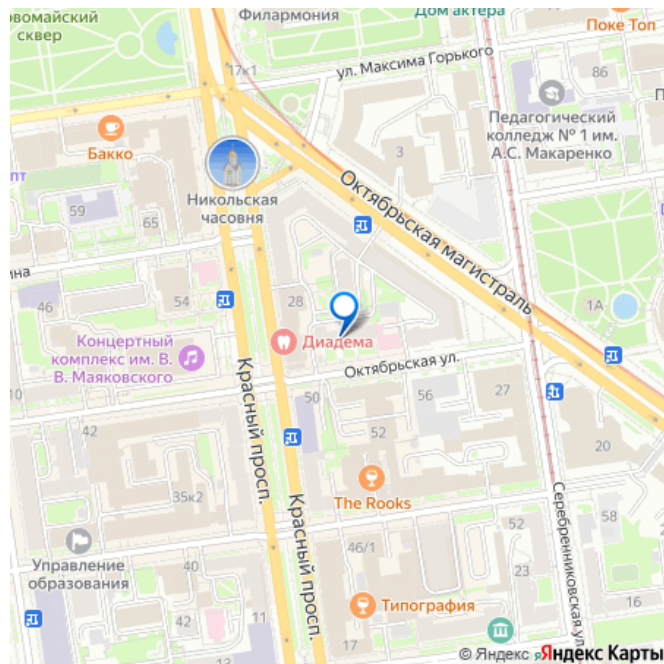 овомайский
сквер
Филармония
Дом актера
Поке Топ
17к1
ул. Максима Горького
86
Педагогический
колледж № 1 им.
А.С. Макаренко
Бакко
3
Октябрьская магистраль
пт
Никольская
часовня
59
65
ина
46
54
28
1А
Диадема
Концертный
комплекс им. В.
В. Маяковского
Октябрьская ул.
Красный просп.
50
56
27
42
52
20
35к2
The Rooks
Красный просп.
Серебренниковская ул.
52
58
Управление
образования
40
46/1
23
11
Типография
16
17
© Яндекс
Яндекс Карты